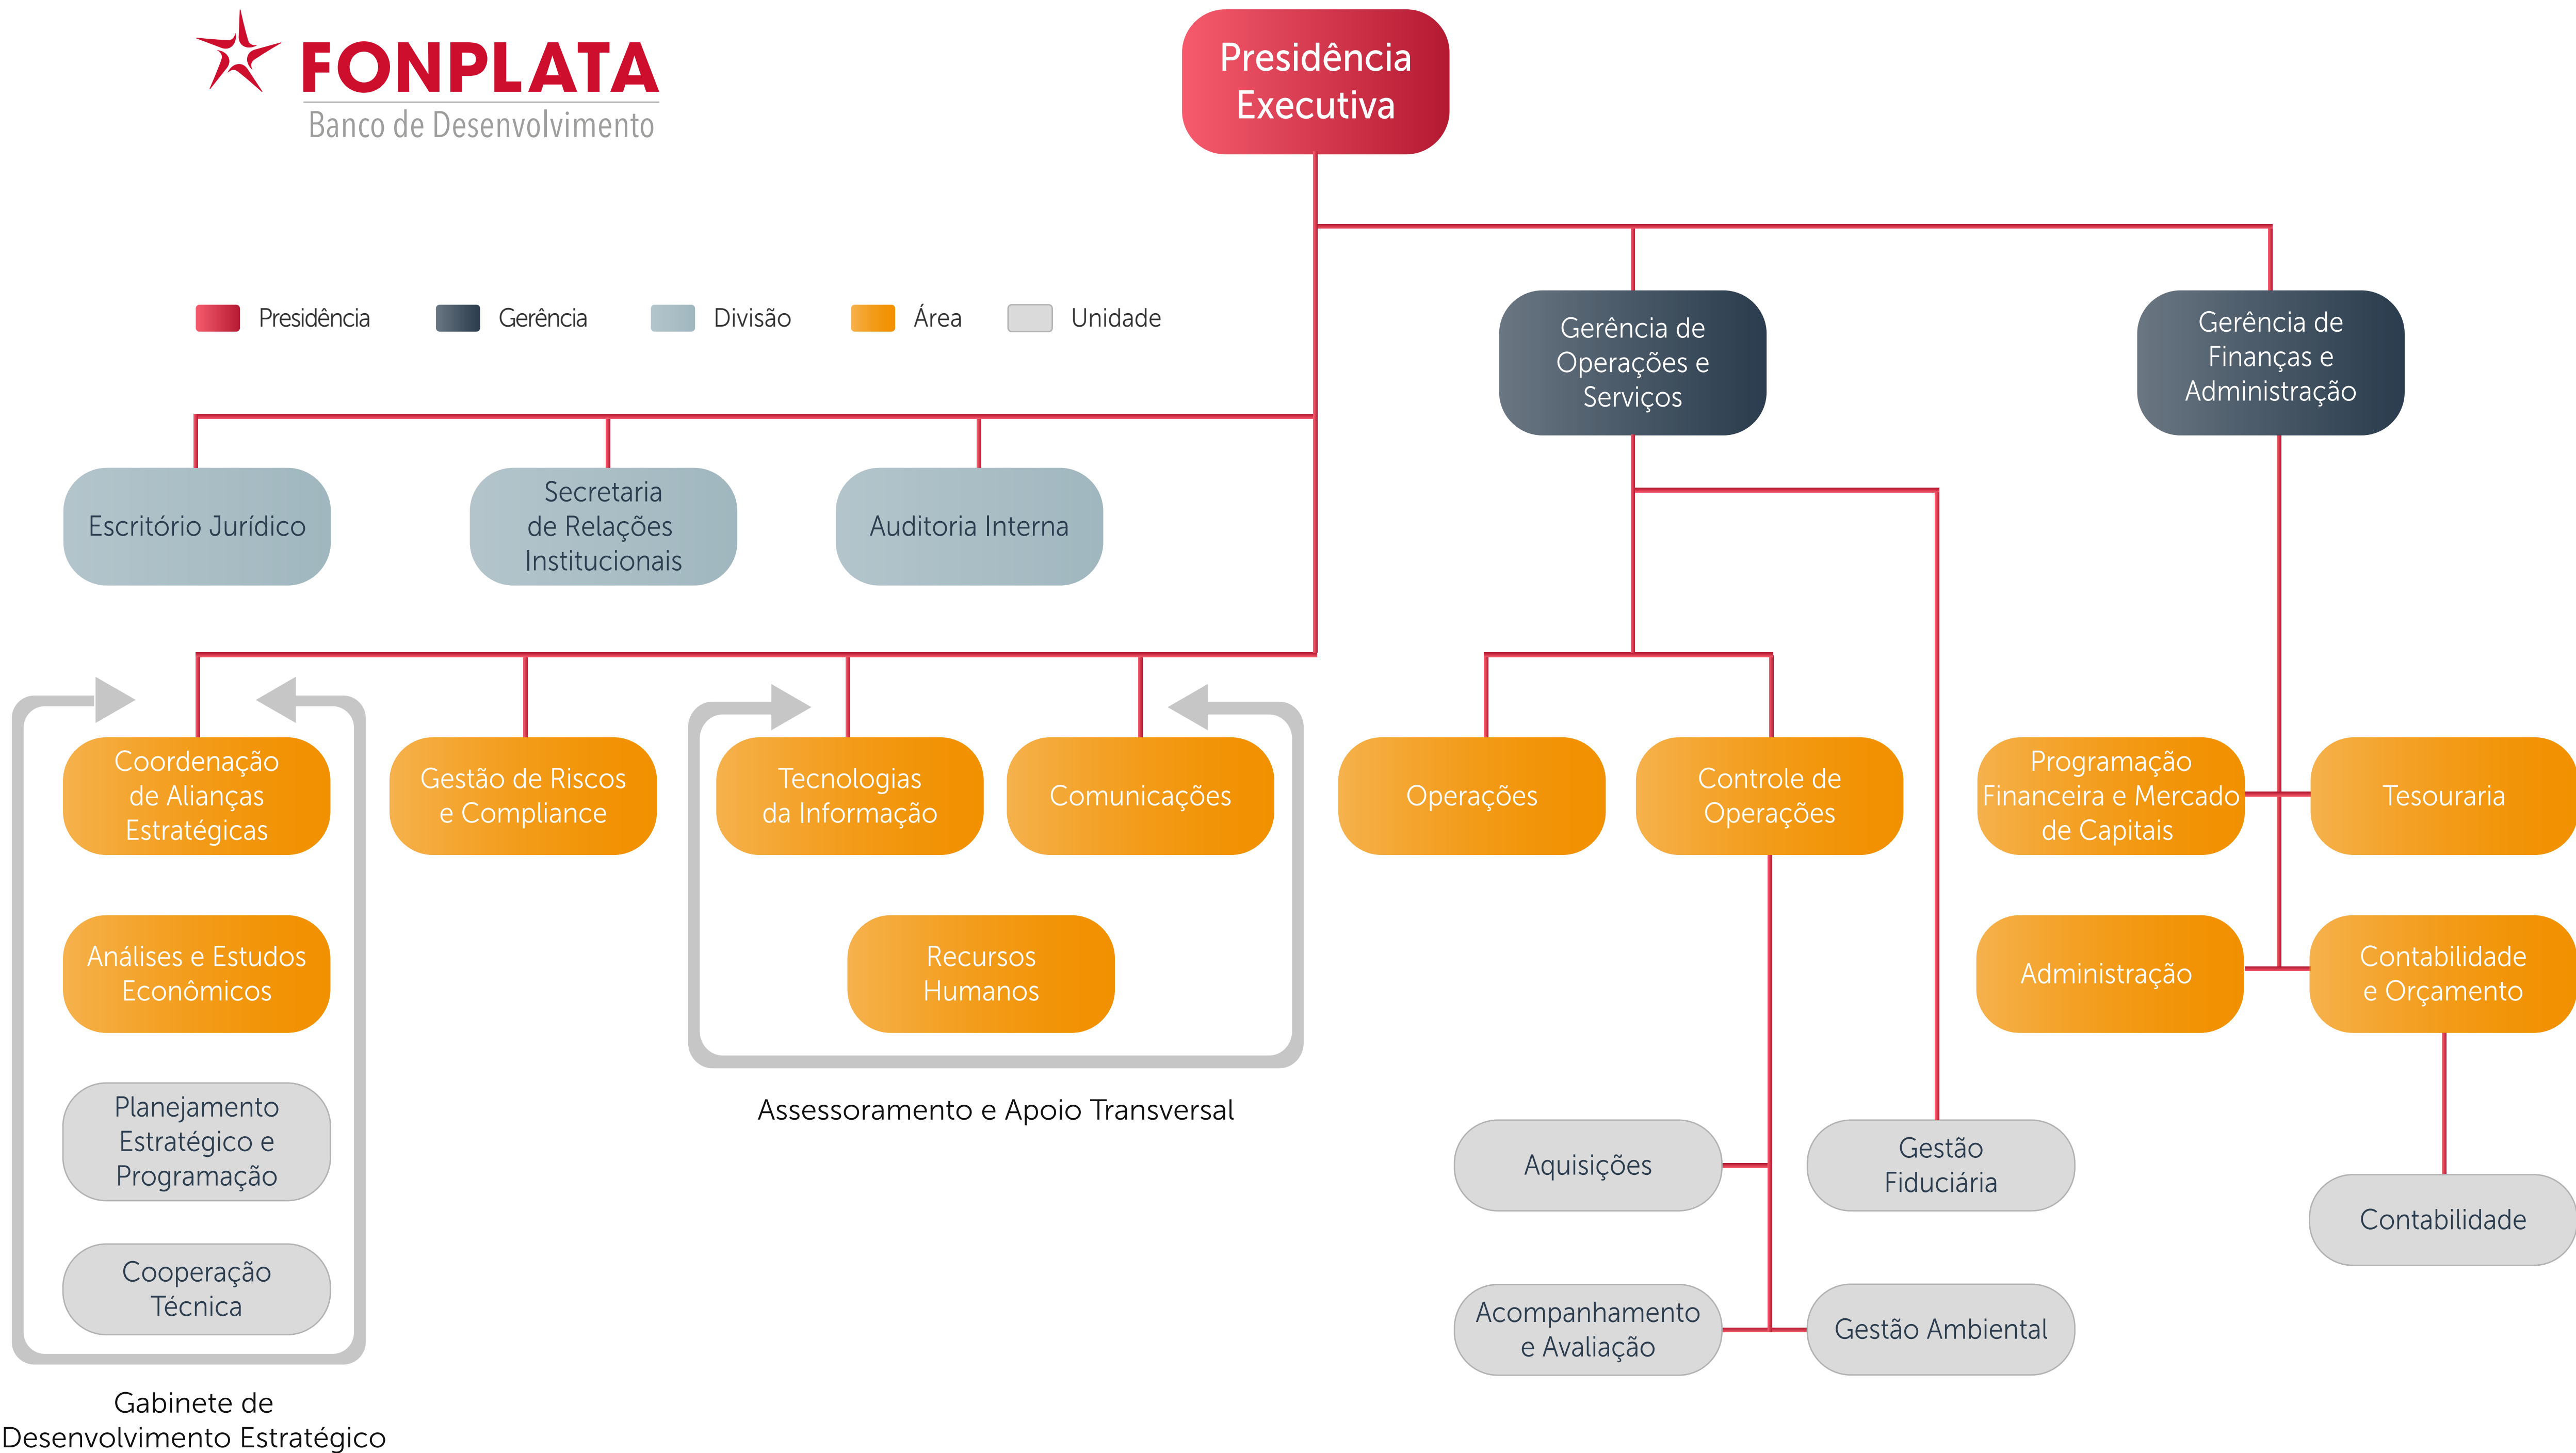 FONPLATA
Banco de Desenvolvimento
Presidência
Executiva
Presidência
Gerência
Divisão
Área
Unidade
Gerência de
Operações e
Serviços
Gerência de
Finanças e
Administração
Escritório Jurídico
Secretaria
de Relações
Institucionais
Auditoria Interna
Coordenação
de Alianças
Estratégicas
Gestão de Riscos
e Compliance
Tecnologias
da Informação
Comunicações
Operações
Controle de
Operações
Programação
Financeira e Mercado
de Capitais
Tesouraria
Análises e Estudos
Econômicos
Recursos
Humanos
Administração
Contabilidade
e Orçamento
Planejamento
Estratégico e
Programação
Assessoramento e Apoio Transversal
Aquisições
Gestão
Fiduciária
Contabilidade
Cooperação
Técnica
Acompanhamento
e Avaliação
Gestão Ambiental
Gabinete de
Desenvolvimento Estratégico